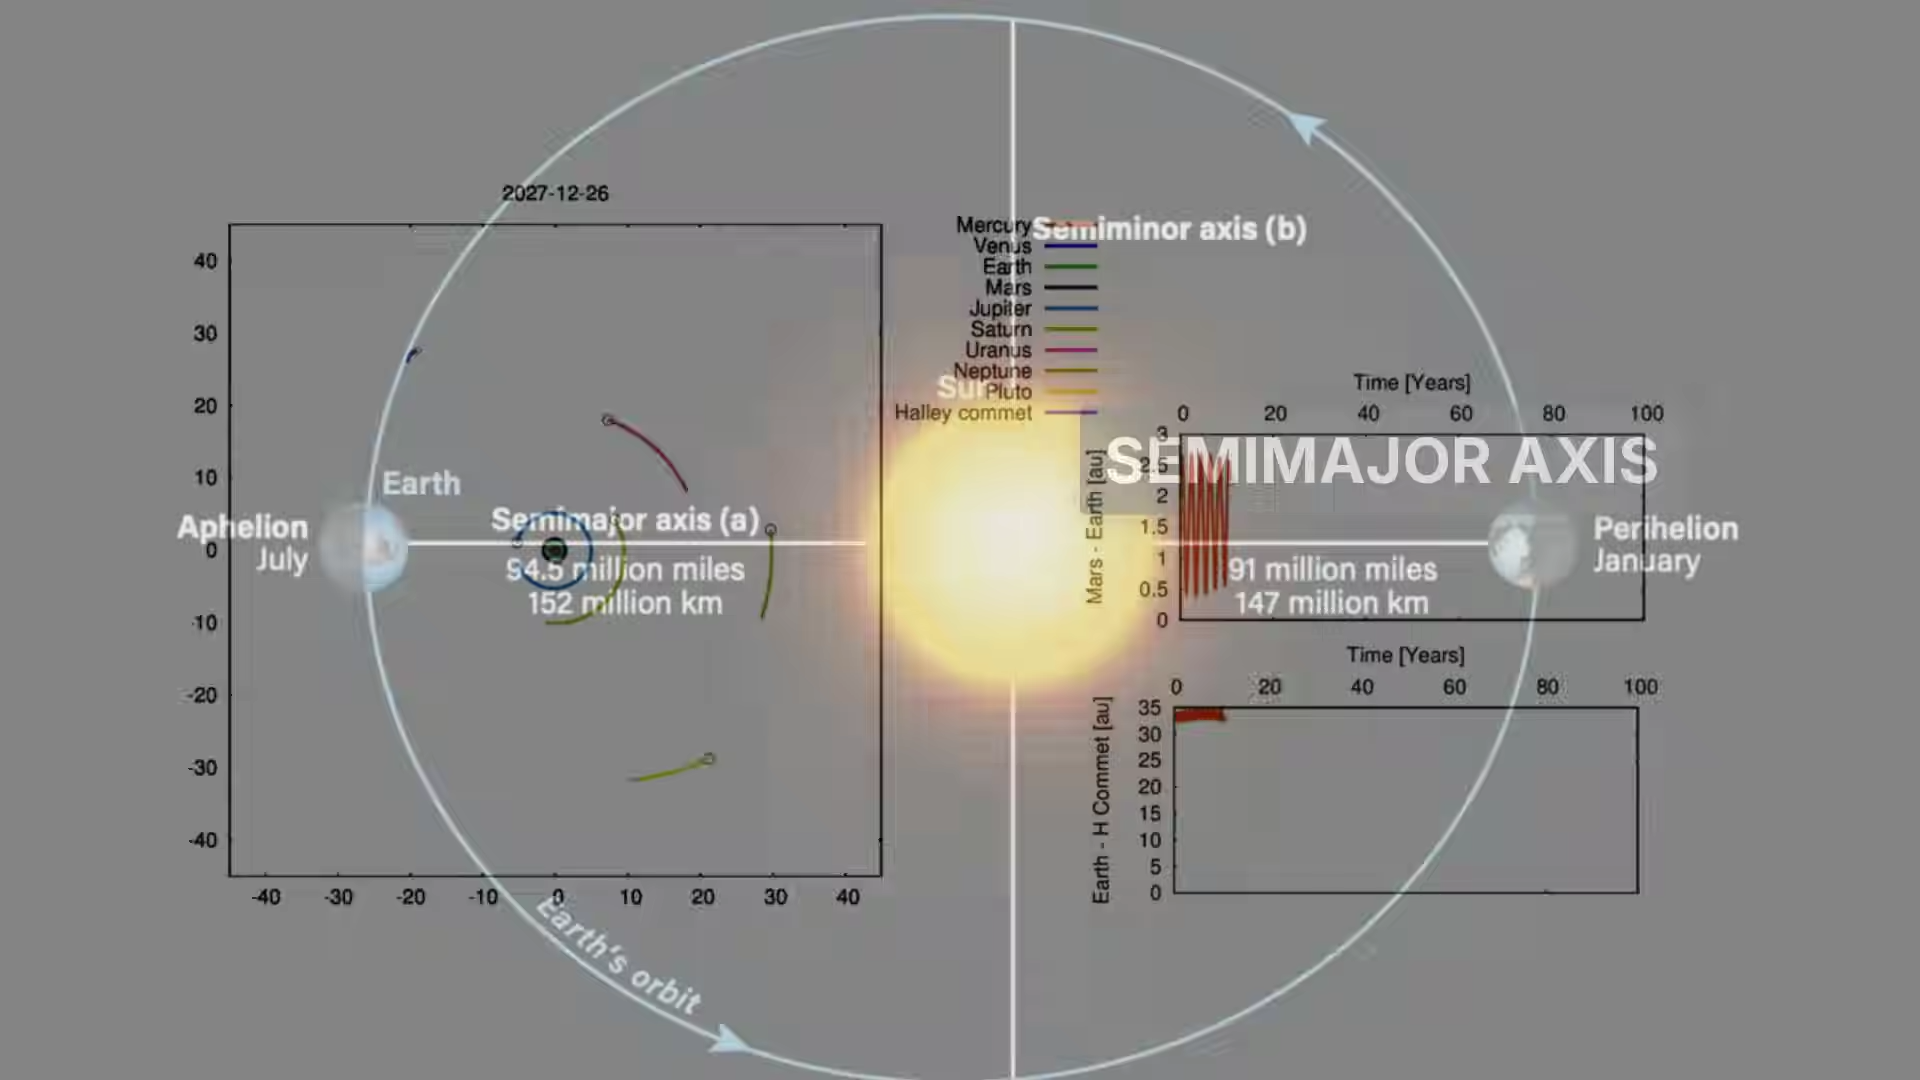 2027-12-26
40
30
20
10
0
-10
-20
-30
-40
-40 -30 -20 -10 0 10 20 30 40
Mercury
Venus
Earth
Mars
Jupiter
Saturn
Uranus
Neptune
Pluto
Halley commet
Semiminor axis (b)
Sun
Earth
Aphelion
July
Semimajor axis (a)
94.5 million miles
152 million km
SEMIMAJOR AXIS
Time [Years]
0 20 40 60 80 100
3
2.5
2
1.5
1
0.5
0
Mars - Earth [au]
91 million miles
147 million km
Perihelion
January
Time [Years]
0 20 40 60 80 100
35
30
25
20
15
10
5
0
Earth - H Commet [au]
Earth's orbit